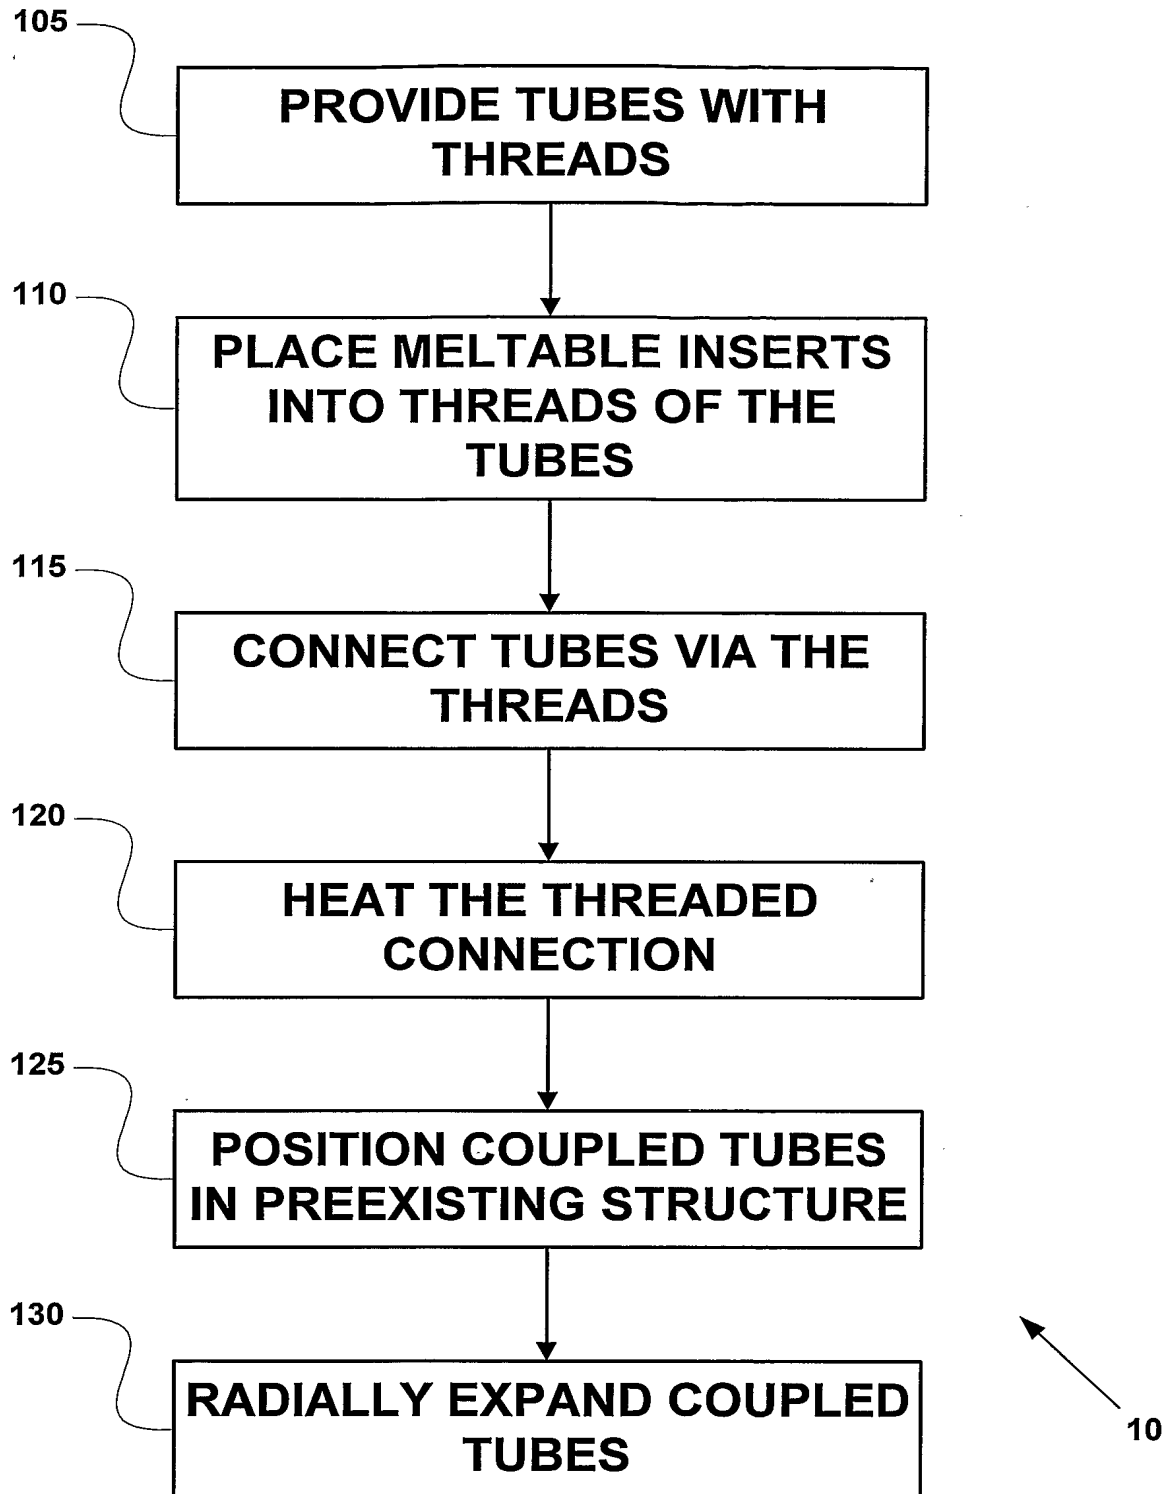 105
PROVIDE TUBES WITH
THREADS
110
PLACE MELTABLE INSERTS
INTO THREADS OF THE
TUBES
115
CONNECT TUBES VIA THE
THREADS
120
HEAT THE THREADED
CONNECTION
125
POSITION COUPLED TUBES
IN PREEXISTING STRUCTURE
130
RADIALLY EXPAND COUPLED
TUBES
10